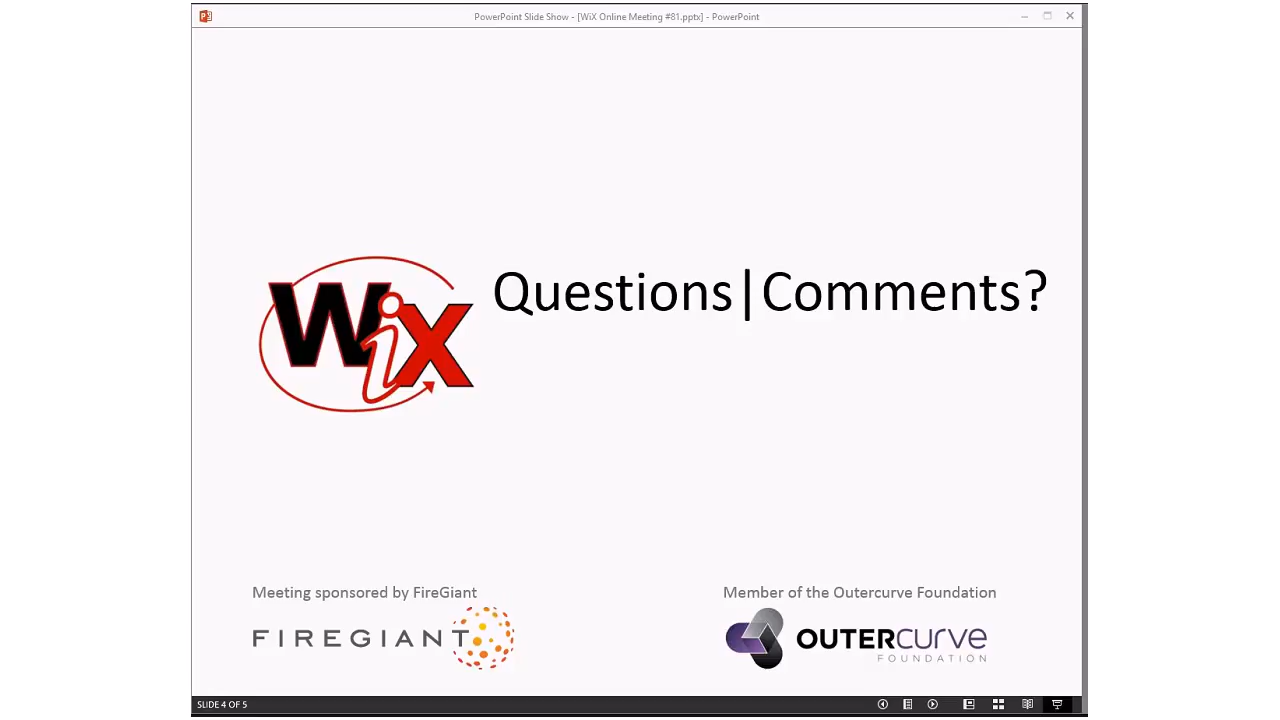 PowerPoint Slide Show - [WiX Online Meeting #81.pptx] - PowerPoint
WiX
Questions|Comments?
Meeting sponsored by FireGiant
Member of the Outercurve Foundation
FIREGIANT
OUTERCURVE
FOUNDATION
SLIDE 4 OF 5